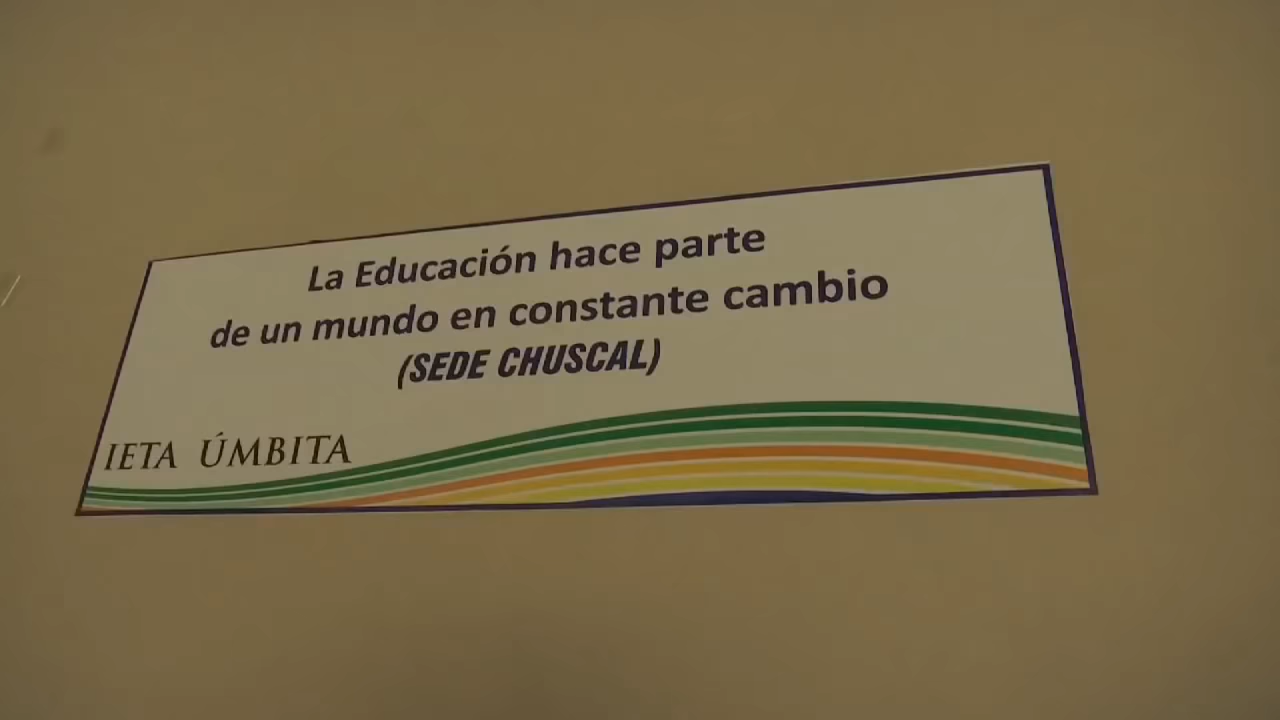 La Educación hace parte
de un mundo en constante cambio
(SEDE CHUSCAL)
IETA ÚMBITA